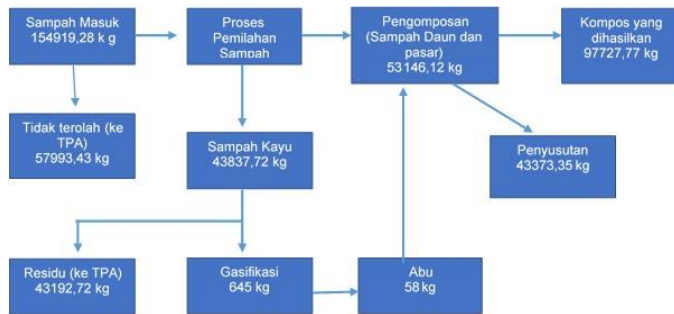 Sampah Masuk
154919,28 k g
Proses
Pemilahan
Sampah
Pengomposan
(Sampah Daun dan
pasar)
53146,12 kg
Kompos yang
dihasilkan
97727,77 kg
Tidak terolah (ke
TPA)
57993,43 kg
Sampah Kayu
43837,72 kg
Penyusutan
43373,35 kg
Residu (ke TPA)
43192,72 kg
Gasifikasi
645 kg
Abu
58 kg